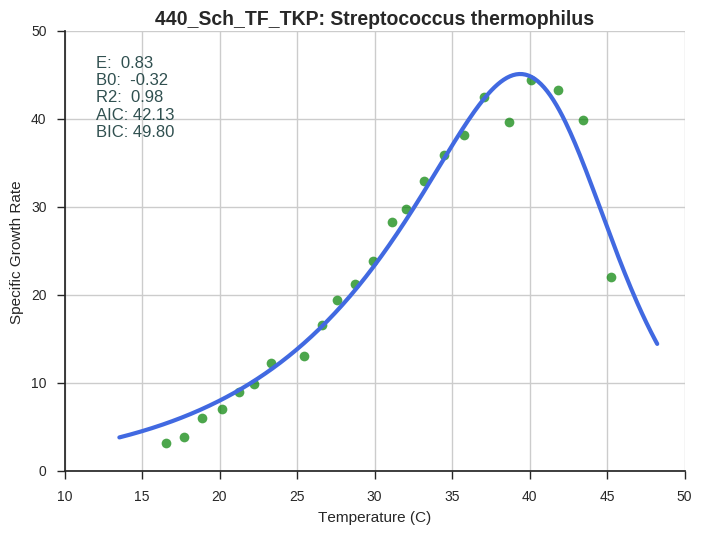 440_Sch_TF_TKP: Streptococcus thermophilus
E: 0.83
B0: -0.32
R2: 0.98
AIC: 42.13
BIC: 49.80
Specific Growth Rate
50
40
30
20
10
0
10 15 20 25 30 35 40 45 50
Temperature (C)